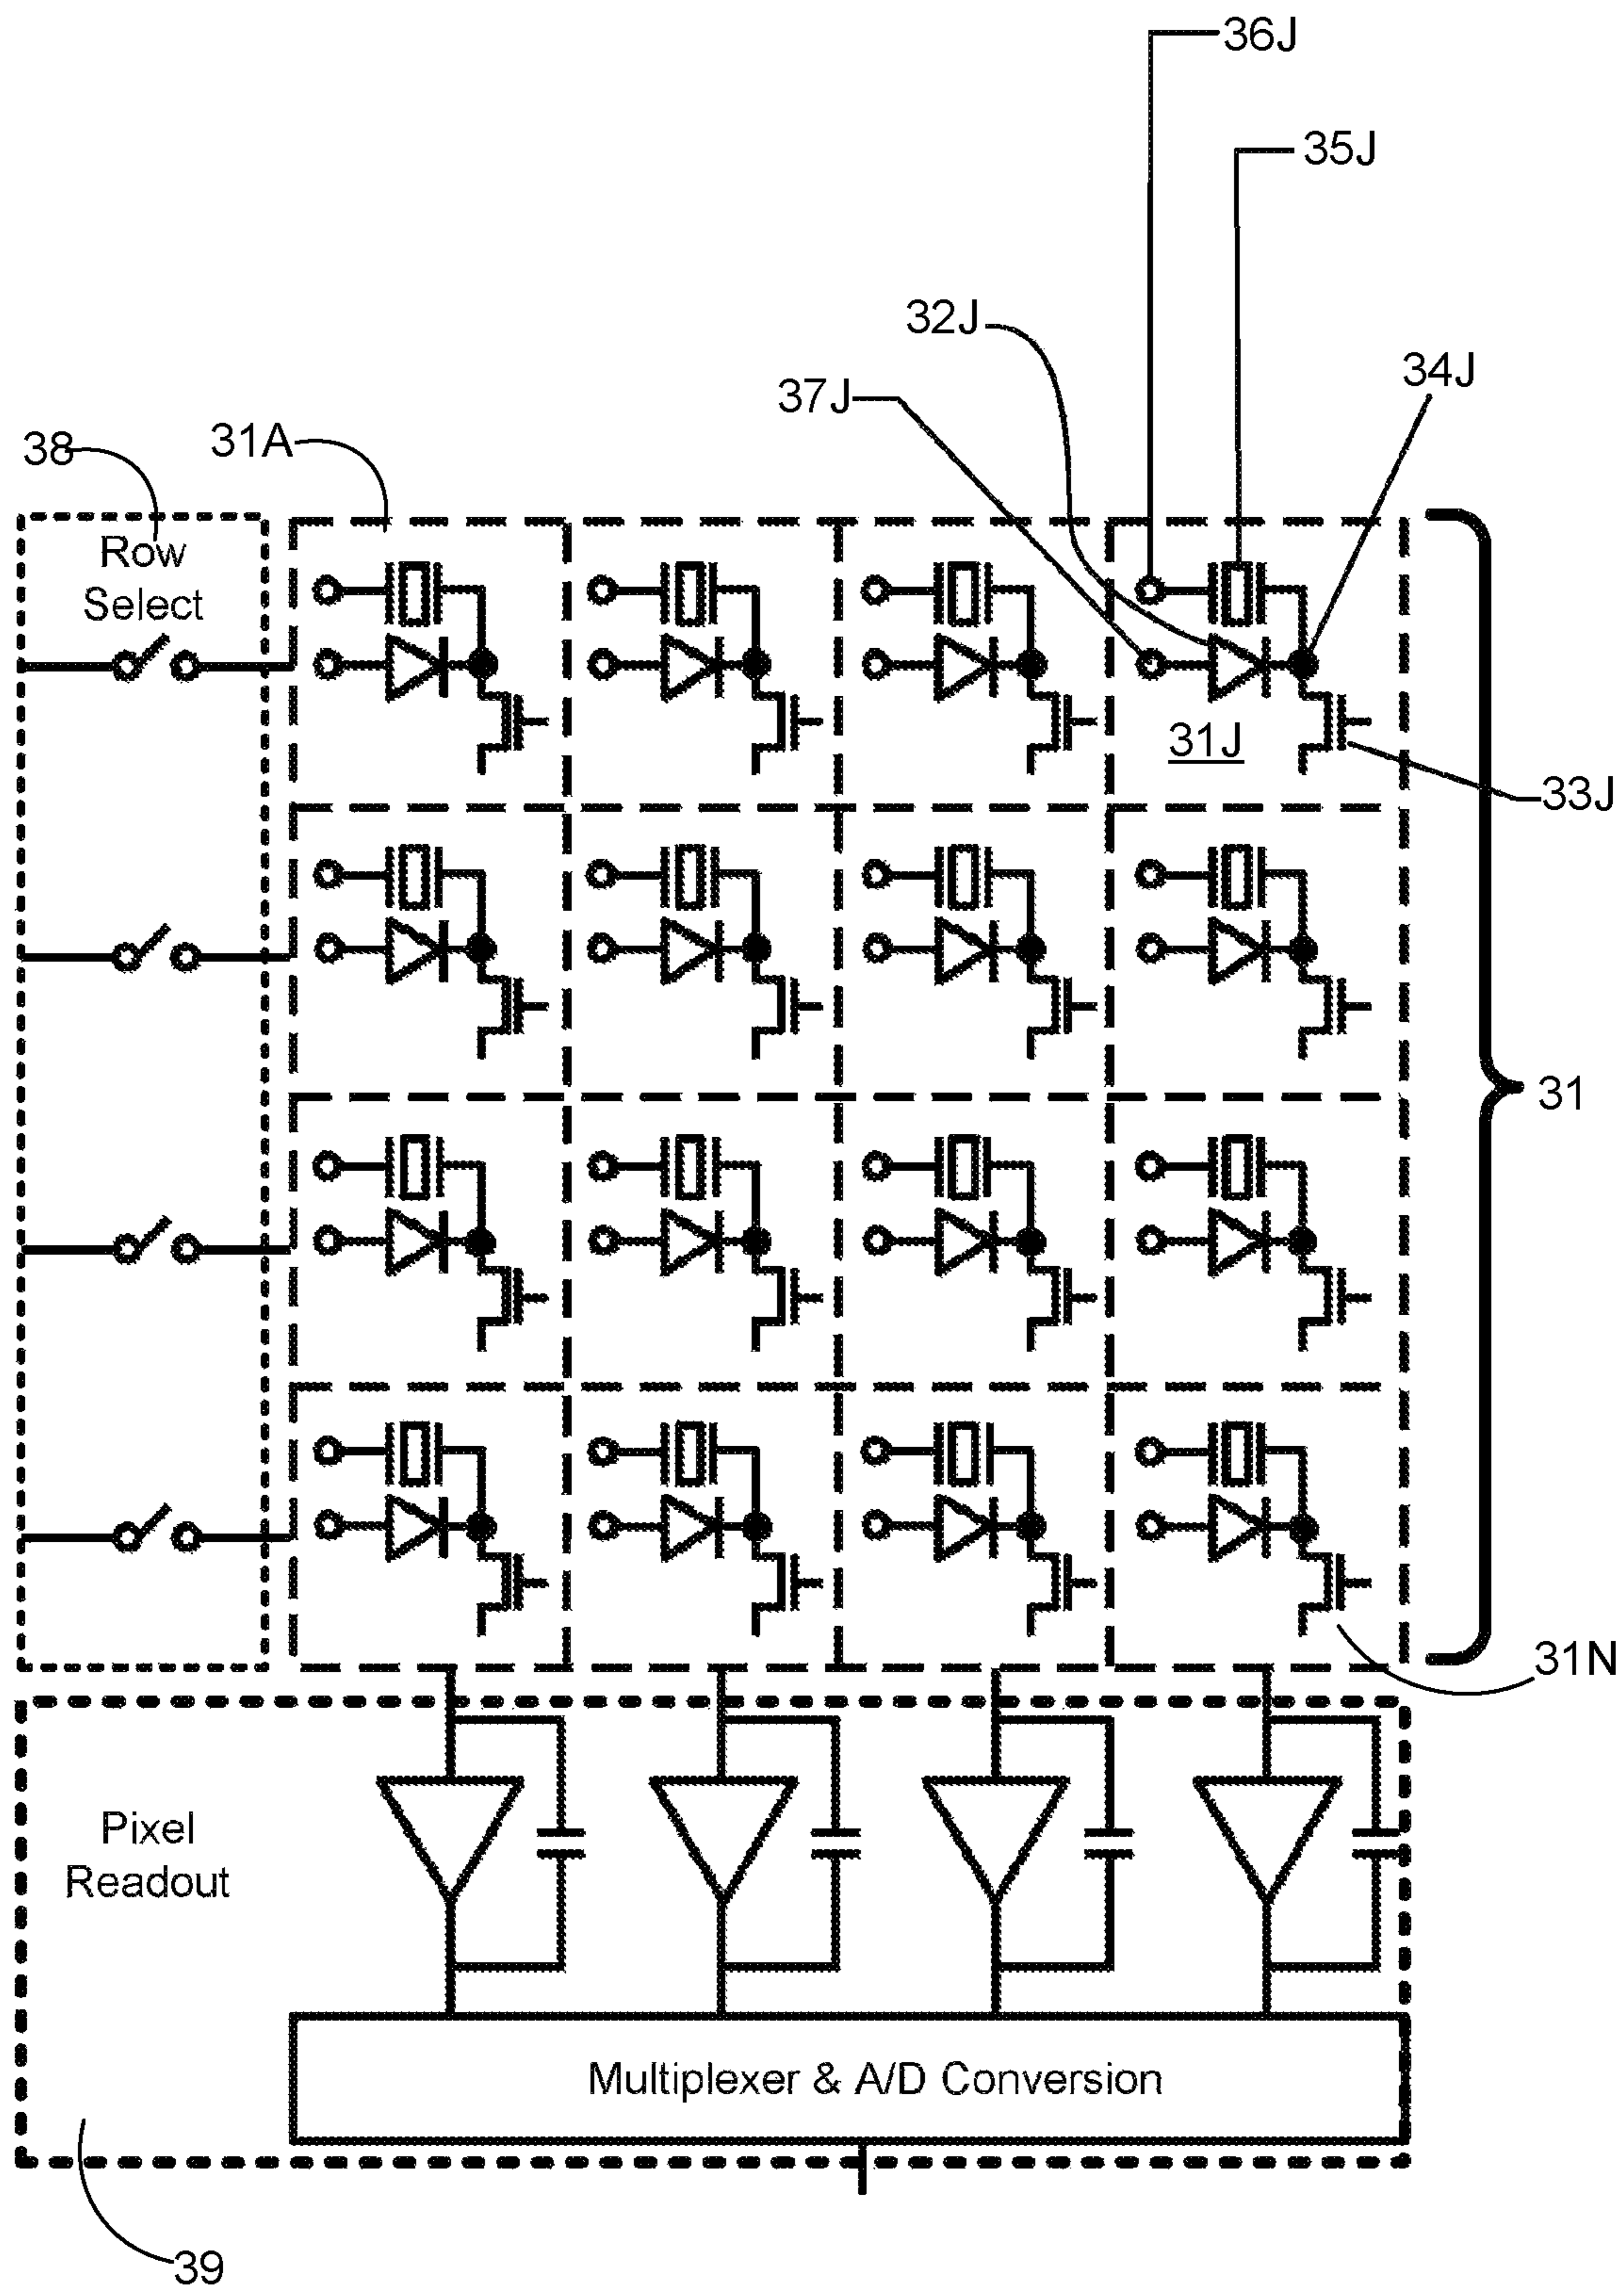 36J
35J
32J
34J
37J
31A
38
Row
Select
31J
33J
31
31N
Pixel
Readout
Multiplexer & A/D Conversion
39